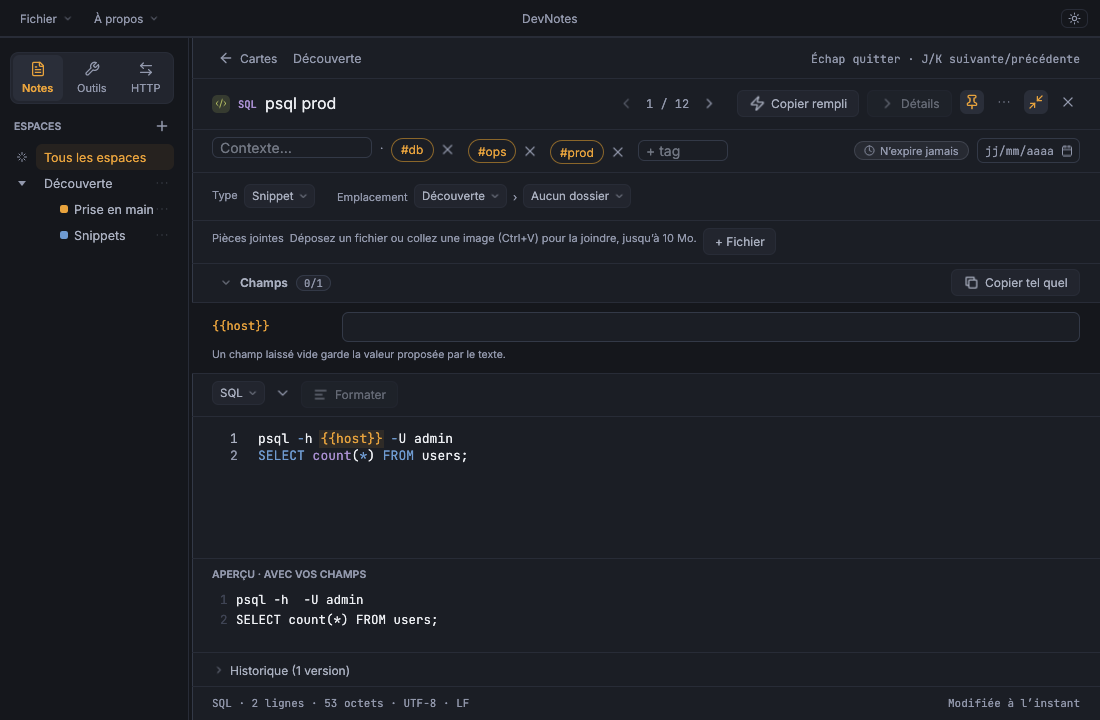 Fichier À propos DevNotes
Notes Outils HTTP
ESPACES +
Tous les espaces
Découverte ...
Prise en main ...
Snippets ...
← Cartes Découverte Échap quitter · J/K suivante/précédente
</> SQL psql prod 1 / 12 Copier rempli Détails ...
Contexte... · #db #ops #prod + tag N'expire jamais jj/mm/aaaa
Type Snippet Emplacement Découverte › Aucun dossier
Pièces jointes Déposez un fichier ou collez une image (Ctrl+V) pour la joindre, jusqu'à 10 Mo. + Fichier
Champs 0/1 Copier tel quel
{{host}}
Un champ laissé vide garde la valeur proposée par le texte.
SQL Formater
1 psql -h {{host}} -U admin
2 SELECT count(*) FROM users;
APERÇU · AVEC VOS CHAMPS
1 psql -h  -U admin
2 SELECT count(*) FROM users;
Historique (1 version)
SQL · 2 lignes · 53 octets · UTF-8 · LF Modifiée à l'instant